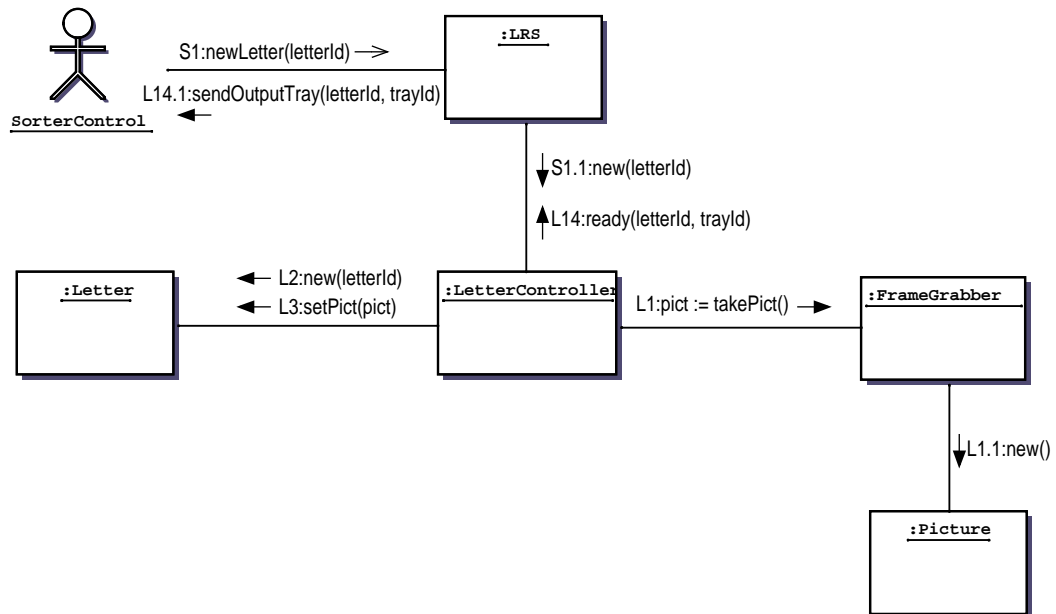 :LRS
S1:newLetter(letterId)
L14.1:sendOutputTray(letterId, trayId)
SorterControl
S1.1:new(letterId)
L14:ready(letterId, trayId)
:Letter
L2:new(letterId)
L3:setPict(pict)
:LetterController
L1:pict := takePict()
:FrameGrabber
L1.1:new()
:Picture